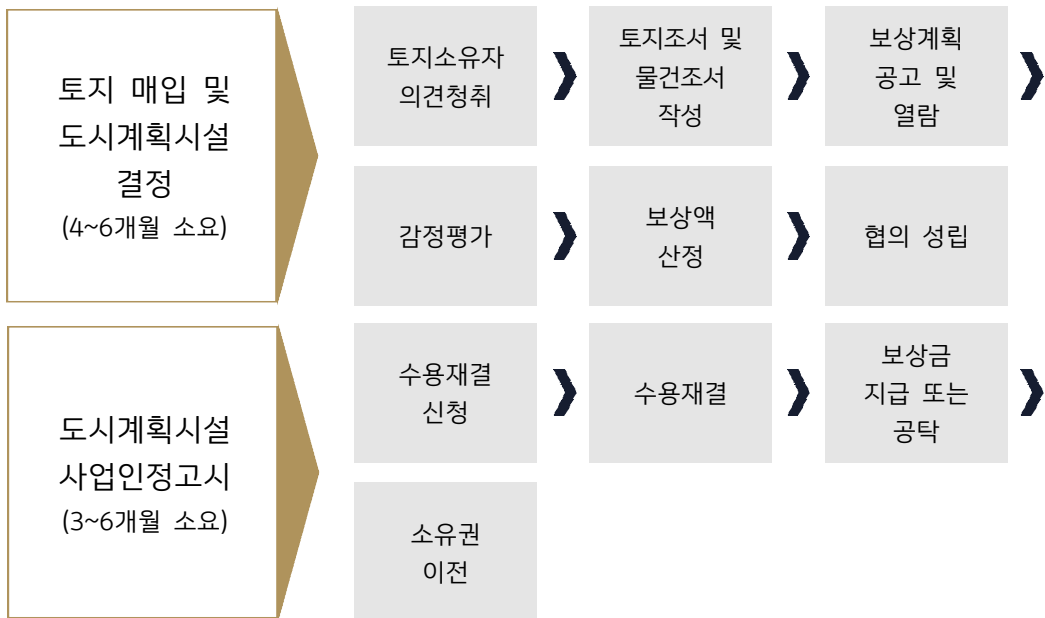 토지 매입 및
도시계획시설
결정
(4~6개월 소요)
토지소유자
의견청취
토지조서 및
물건조서
작성
보상계획
공고 및
열람
감정평가
보상액
산정
협의 성립
도시계획시설
사업인정고시
(3~6개월 소요)
수용재결
신청
수용재결
보상금
지급 또는
공탁
소유권
이전